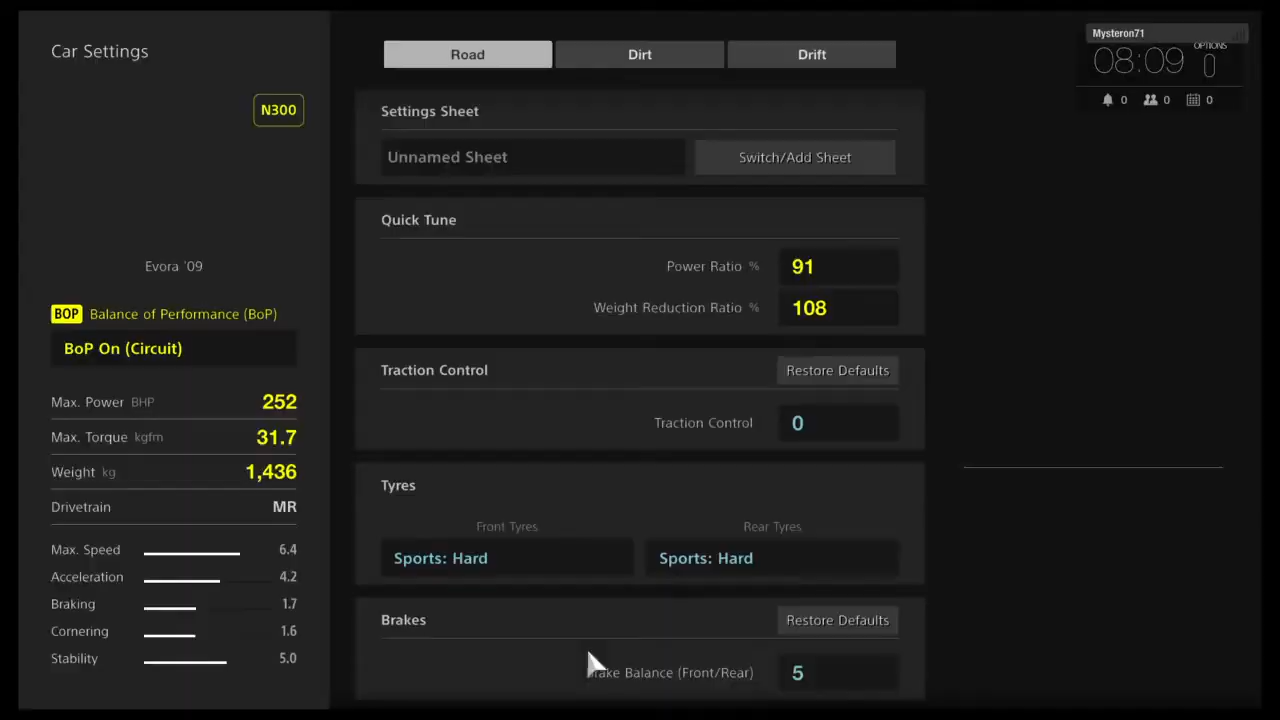 Car Settings
N300
Evora '09
BOP Balance of Performance (BoP)
BoP On (Circuit)
Max. Power BHP 252
Max. Torque kgfm 31.7
Weight kg 1,436
Drivetrain MR
Max. Speed 6.4
Acceleration 4.2
Braking 1.7
Cornering 1.6
Stability 5.0
Road Dirt Drift
Settings Sheet
Unnamed Sheet Switch/Add Sheet
Quick Tune
Power Ratio % 91
Weight Reduction Ratio % 108
Traction Control Restore Defaults
Traction Control 0
Tyres
Front Tyres Rear Tyres
Sports: Hard Sports: Hard
Brakes Restore Defaults
Brake Balance (Front/Rear) 5
Mysteron71
08:09 OPTIONS
0 0 0